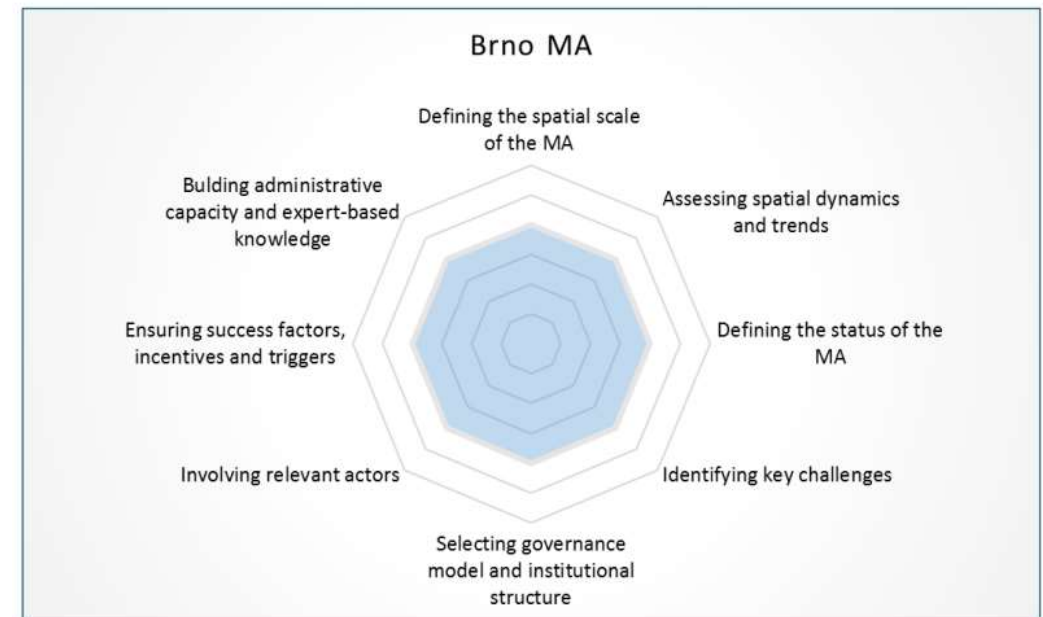 Brno MA
Defining the spatial scale
of the MA
Assessing spatial dynamics
and trends
Defining the status of the
MA
Identifying key challenges
Selecting governance
model and institutional
structure
Involving relevant actors
Ensuring success factors,
incentives and triggers
Bulding administrative
capacity and expert-based
knowledge